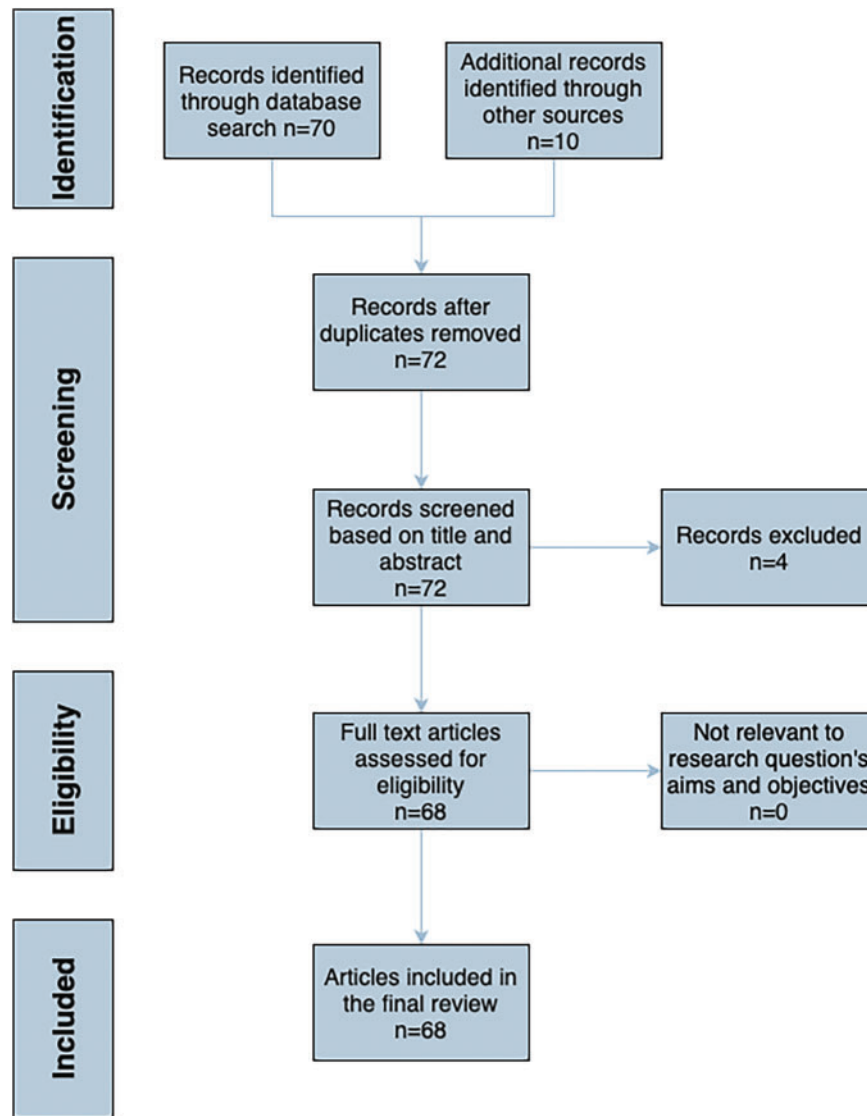 Identification
Records identified
through database
search n=70
Additional records
identified through
other sources
n=10
Screening
Records after
duplicates removed
n=72
Records screened
based on title and
abstract
n=72
Records excluded
n=4
Eligibility
Full text articles
assessed for
eligibility
n=68
Not relevant to
research question's
aims and objectives
n=0
Included
Articles included in
the final review
n=68